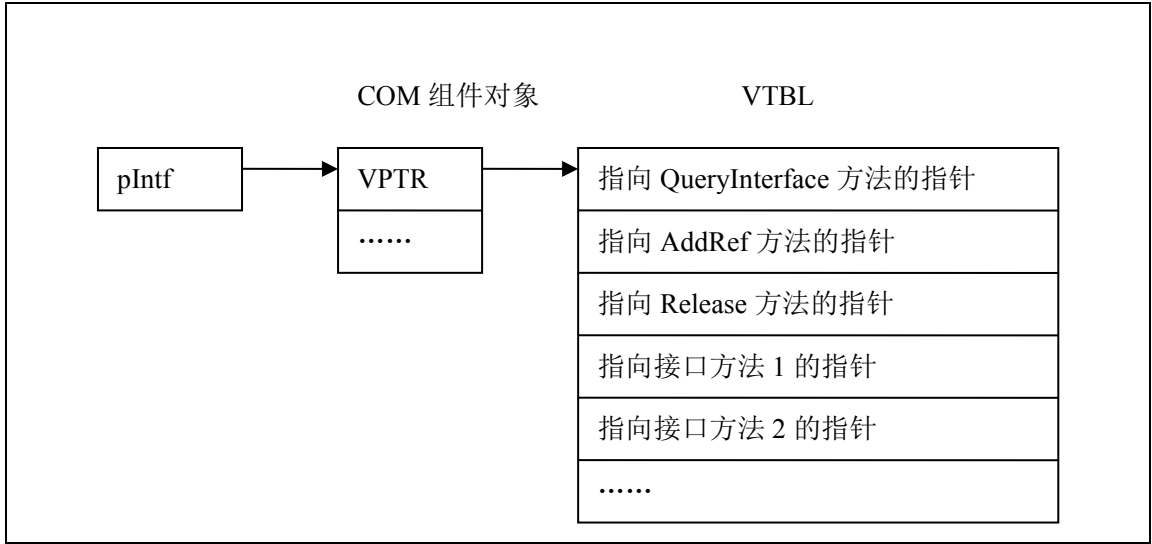 COM 组件对象 VTBL
pIntf VPTR 指向 QueryInterface 方法的指针
…… 指向 AddRef 方法的指针
指向 Release 方法的指针
指向接口方法 1 的指针
指向接口方法 2 的指针
……